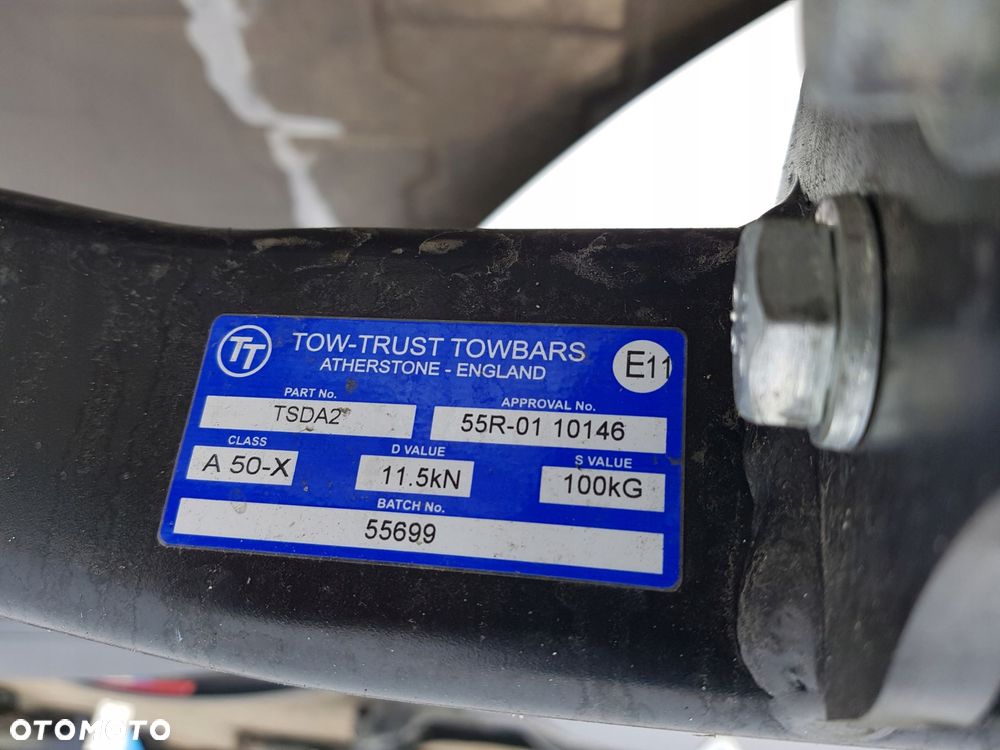 TT
TOW-TRUST TOWBARS
ATHERSTONE - ENGLAND
E11
PART No.
TSDA2
APPROVAL No.
55R-01 10146
CLASS
A 50-X
D VALUE
11.5kN
S VALUE
100kG
BATCH No.
55699
OTOMOTO